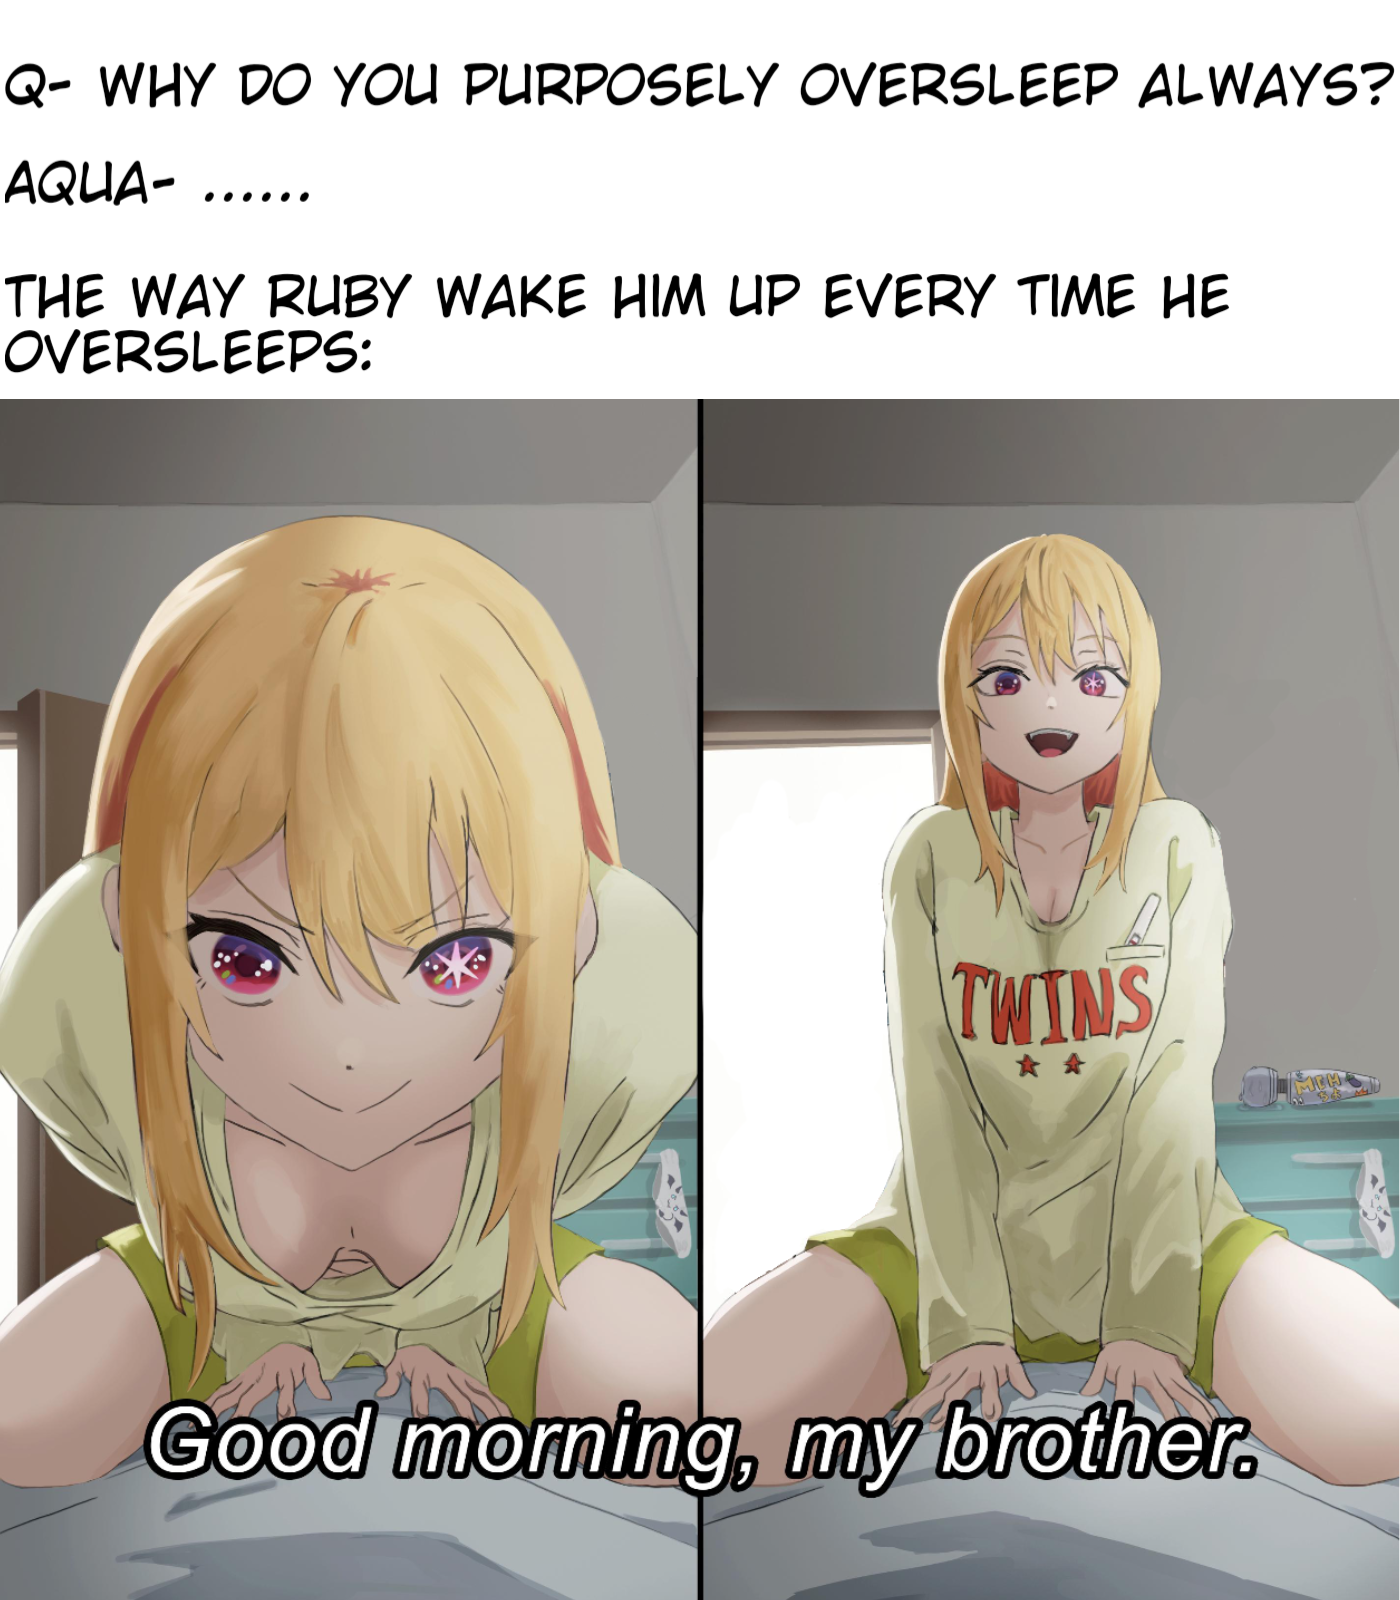 Q- WHY DO YOU PURPOSELY OVERSLEEP ALWAYS?
AQUA- ......
THE WAY RUBY WAKE HIM UP EVERY TIME HE
OVERSLEEPS:
TWINS
MEM
Good morning, my brother.